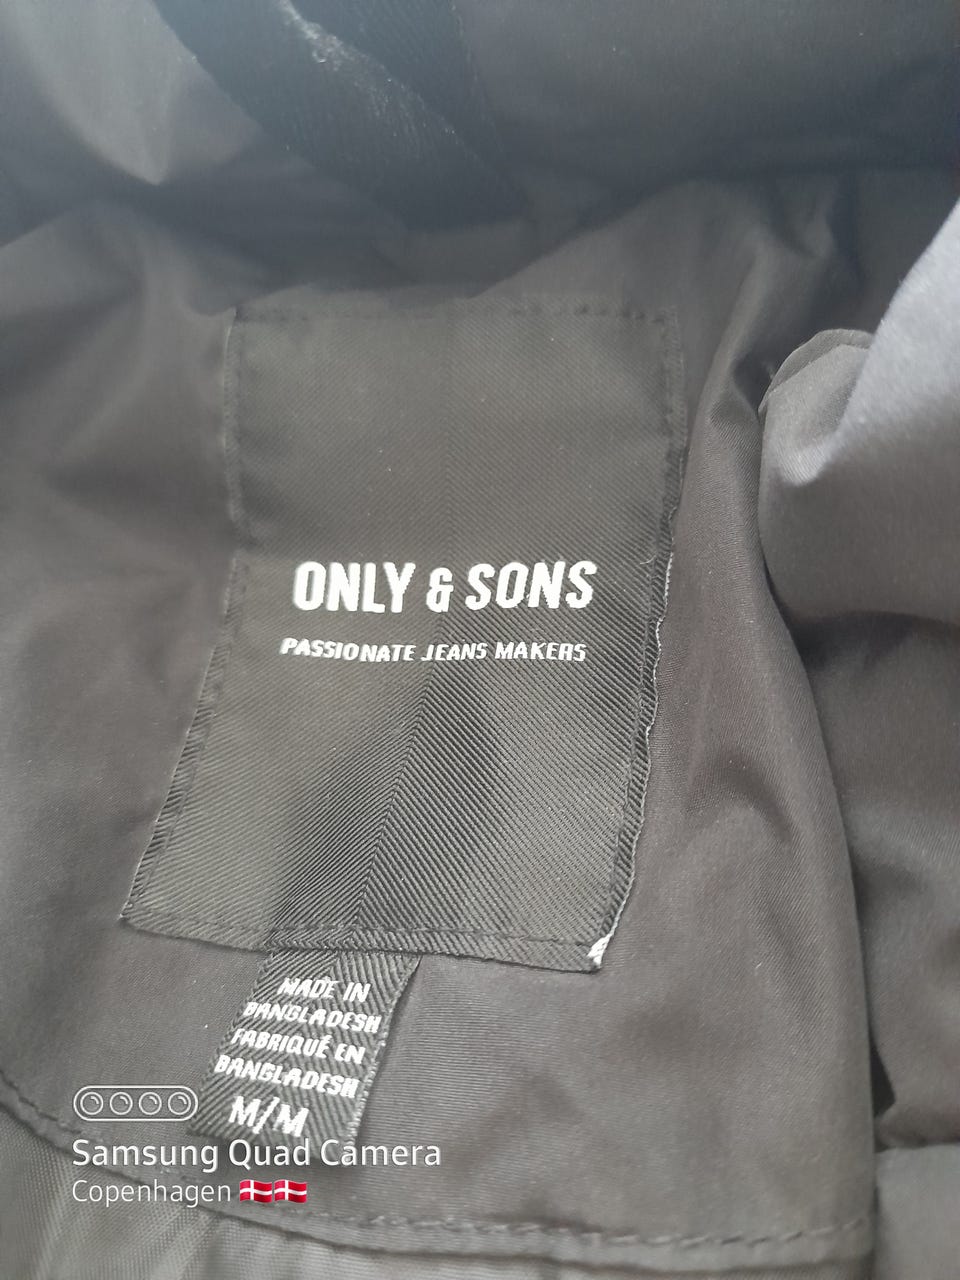 ONLY & SONS
PASSIONATE JEANS MAKERS
MADE IN
BANGLADESH
FABRIQUÉ EN
BANGLADESH
M/M
Samsung Quad Camera
Copenhagen 🇩🇰🇩🇰